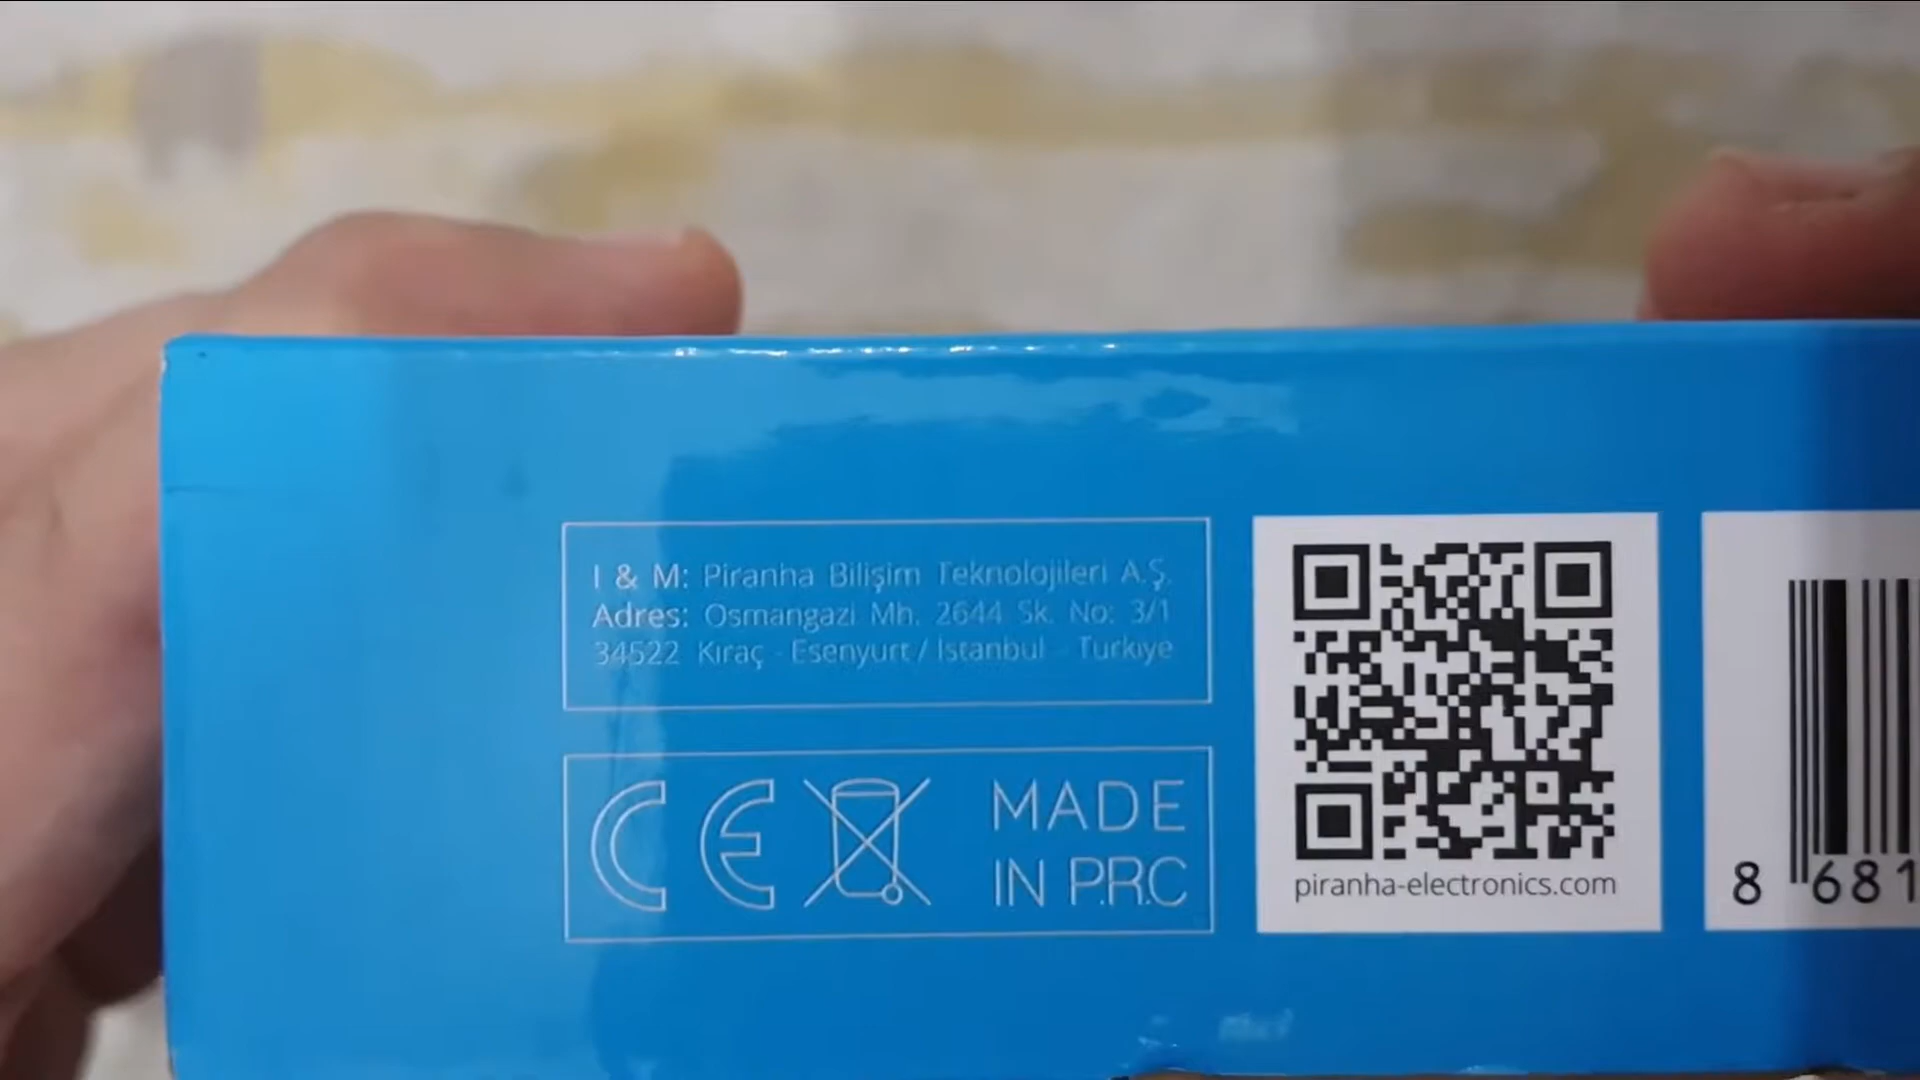 I & M: Piranha Bilişim Teknolojileri A.Ş.
Adres: Osmangazi Mh. 2644 Sk. No: 3/1
34522 Kıraç - Esenyurt / İstanbul - Türkiye
CE
MADE
IN P.R.C
piranha-electronics.com
8 681